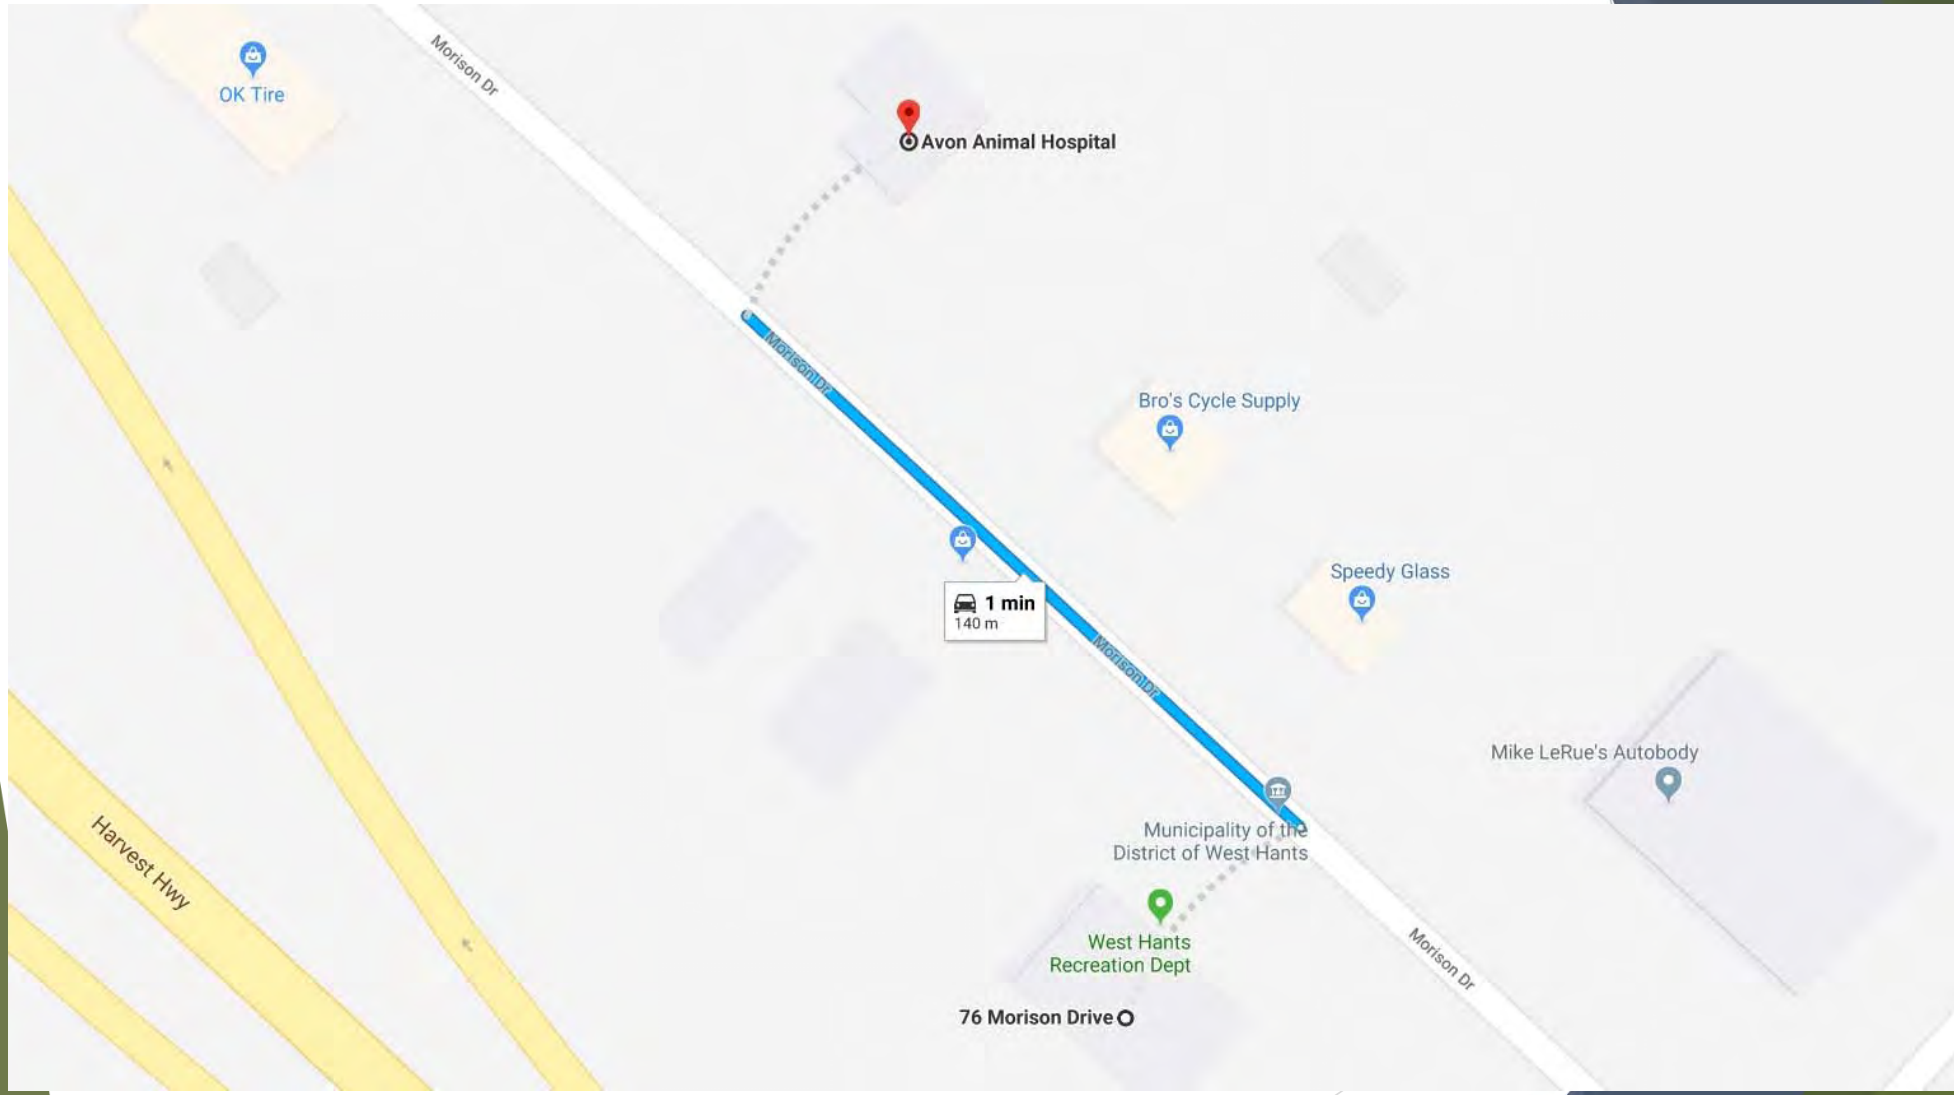 Morison Dr
OK Tire
Avon Animal Hospital
Morison Dr
Bro's Cycle Supply
Speedy Glass
1 min
140 m
Morison Dr
Mike LeRue's Autobody
Municipality of the
District of West Hants
Harvest Hwy
West Hants
Recreation Dept
Morison Dr
76 Morison Drive